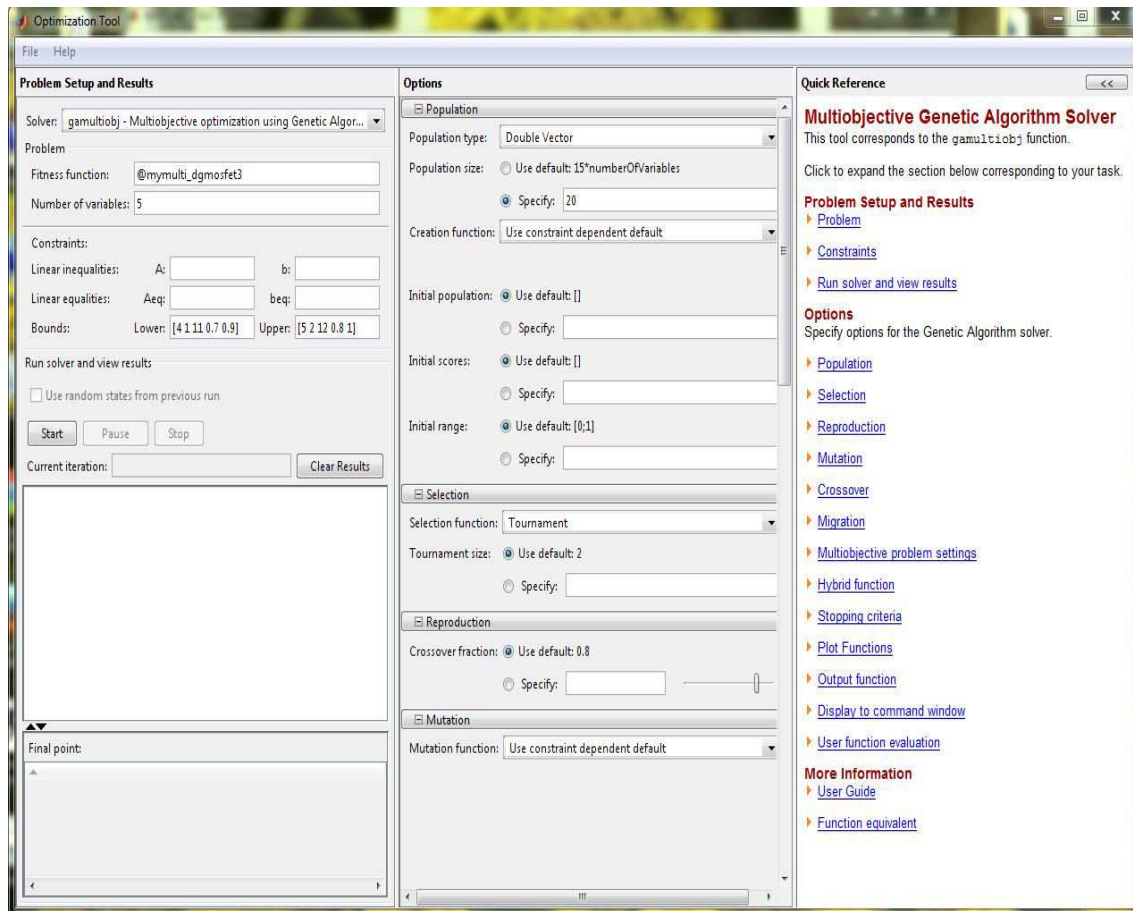 Optimization Tool
File Help
Problem Setup and Results
Solver: gamultiobj - Multiobjective optimization using Genetic Algor...
Problem
Fitness function: @mymulti_dgmosfet3
Number of variables: 5
Constraints:
Linear inequalities: A: b:
Linear equalities: Aeq: beq:
Bounds: Lower: [4 1 11 0.7 0.9] Upper: [5 2 12 0.8 1]
Run solver and view results
Use random states from previous run
Start Pause Stop
Current iteration: Clear Results
Final point:
Options
Population
Population type: Double Vector
Population size: Use default: 15*numberOfVariables
Specify: 20
Creation function: Use constraint dependent default
Initial population: Use default: []
Specify:
Initial scores: Use default: []
Specify:
Initial range: Use default: [0;1]
Specify:
Selection
Selection function: Tournament
Tournament size: Use default: 2
Specify:
Reproduction
Crossover fraction: Use default: 0.8
Specify:
Mutation
Mutation function: Use constraint dependent default
Quick Reference <<
Multiobjective Genetic Algorithm Solver
This tool corresponds to the gamultiobj function.
Click to expand the section below corresponding to your task.
Problem Setup and Results
Problem
Constraints
Run solver and view results
Options
Specify options for the Genetic Algorithm solver.
Population
Selection
Reproduction
Mutation
Crossover
Migration
Multiobjective problem settings
Hybrid function
Stopping criteria
Plot Functions
Output function
Display to command window
User function evaluation
More Information
User Guide
Function equivalent